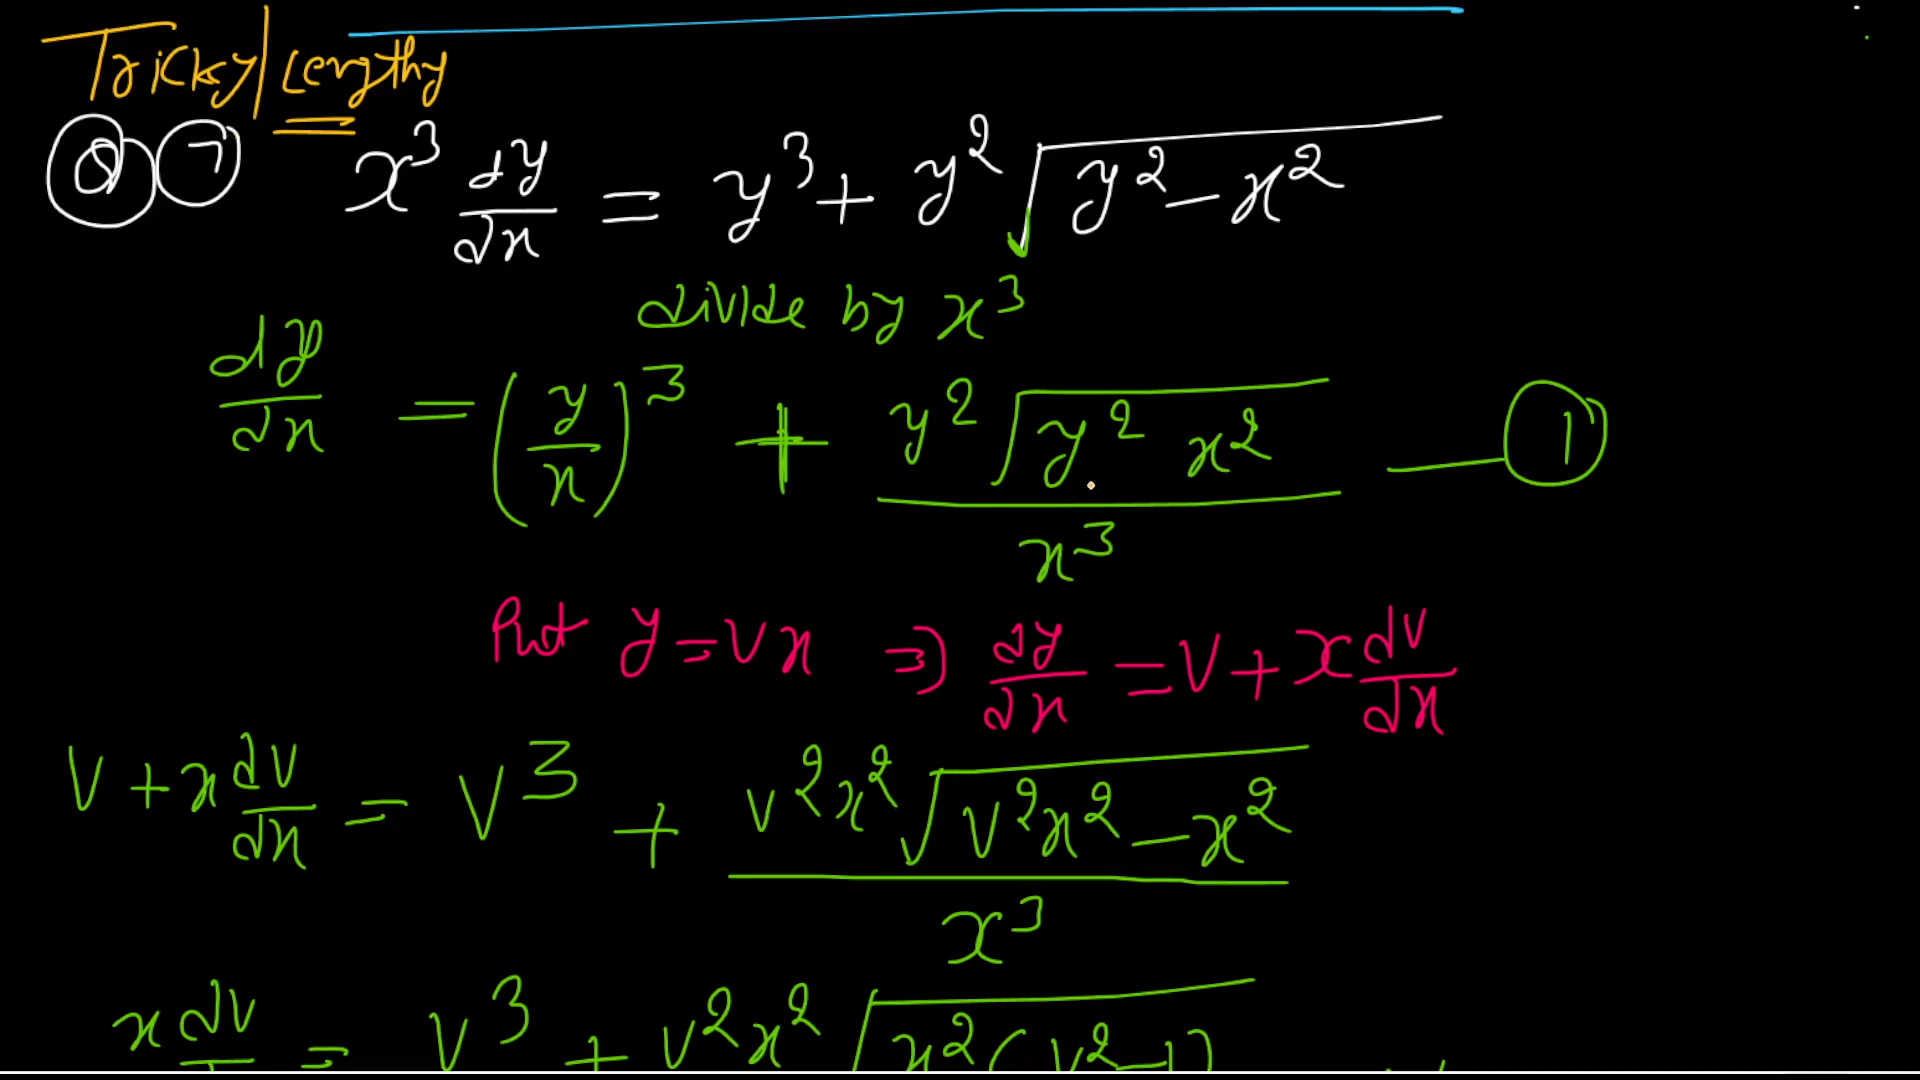 Tricky/Lengthy
Q 7 x³ dy/dx = y³ + y² √(y² − x²)
divide by x³
dy/dx = (y/x)³ + y² √(y² x²) / x³ — 1
Put y = vx ⇒ dy/dx = v + x dv/dx
v + x dv/dx = v³ + v²x² √(v²x² − x²) / x³
x dv = v³ + v²x² √(x²(v²−1)